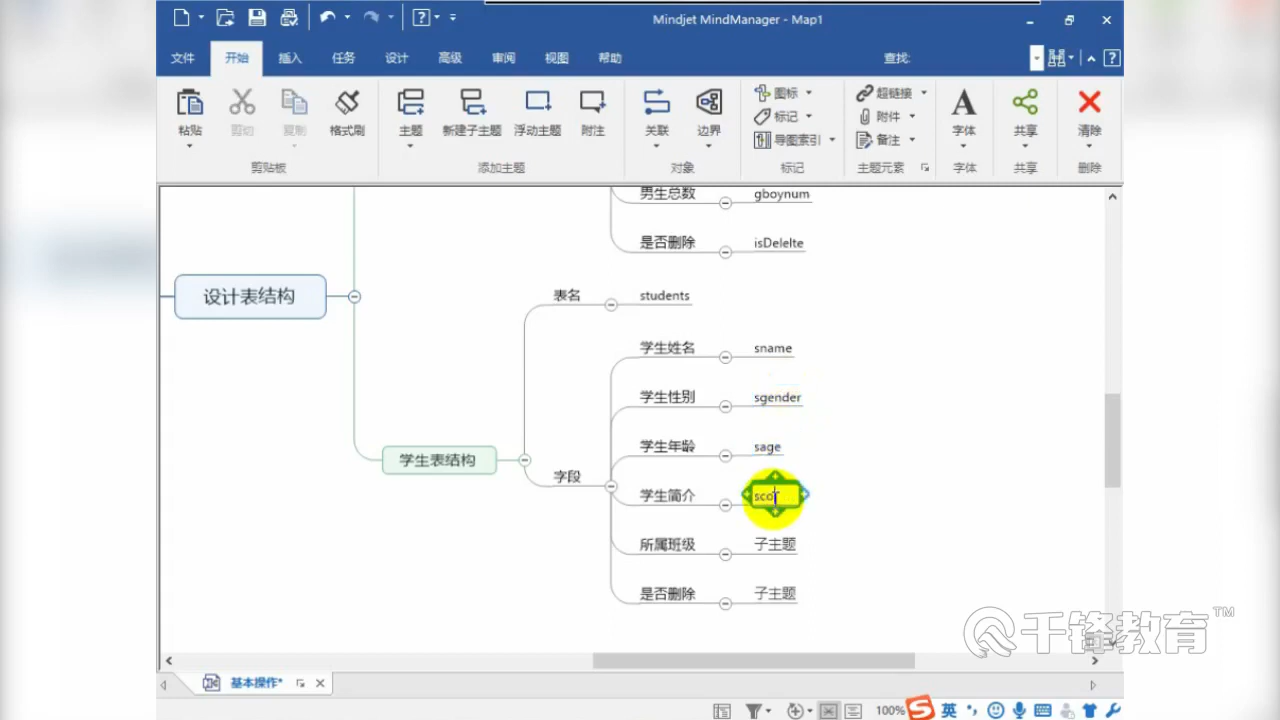 Mindjet MindManager - Map1
文件 开始 插入 任务 设计 高级 审阅 视图 帮助 查找:
粘贴 剪切 复制 格式刷 主题 新建子主题 浮动主题 附注 关联 边界 图标 标记 导图索引 超链接 附件 备注 字体 共享 清除
剪贴板 添加主题 对象 标记 主题元素 字体 共享 删除
男生总数 gboynum
是否删除 isDelelte
设计表结构
表名 students
学生姓名 sname
学生性别 sgender
学生年龄 sage
学生表结构
字段
学生简介 scor
所属班级 子主题
是否删除 子主题
千锋教育 TM
基本操作*
100% 英